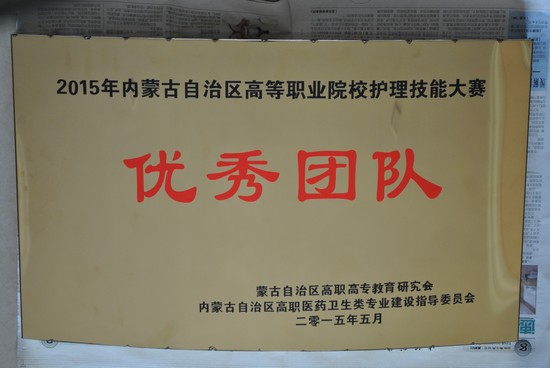 2015年内蒙古自治区高等职业院校护理技能大赛
优秀团队
蒙古自治区高职高专教育研究会
内蒙古自治区高职医药卫生类专业建设指导委员会
二零一五年五月